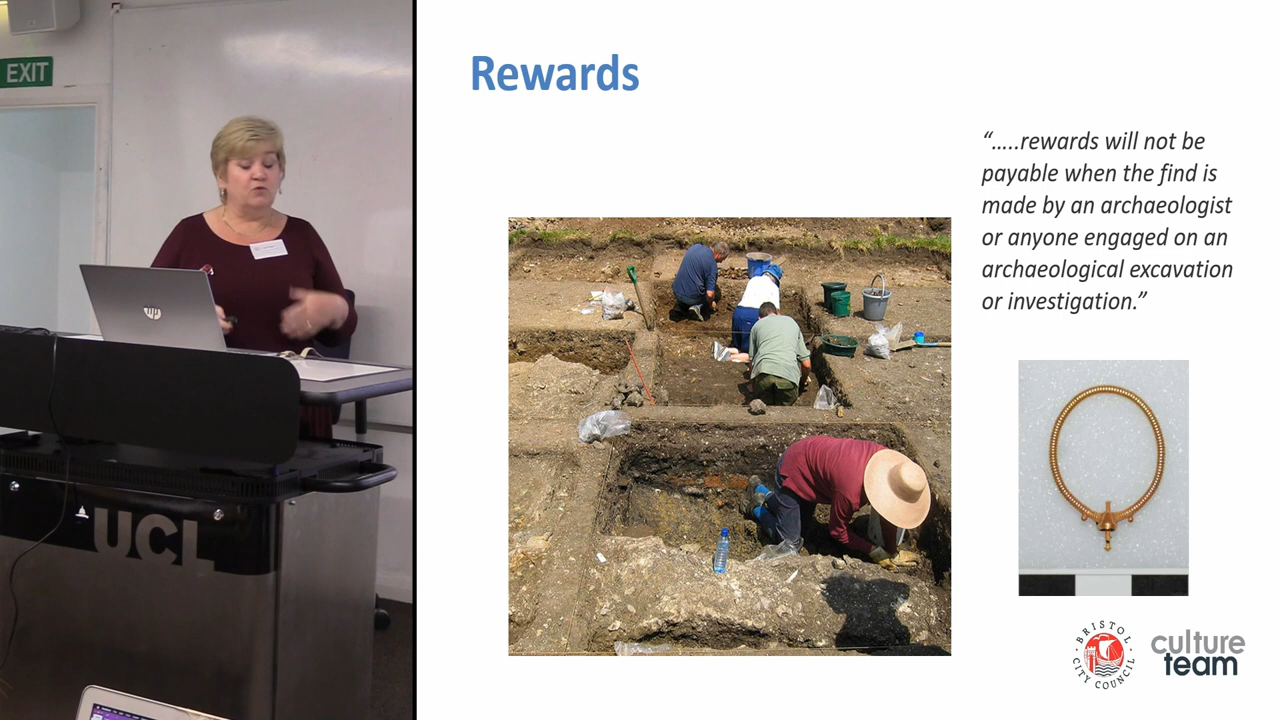 EXIT
hp
UCL
Rewards
“…..rewards will not be
payable when the find is
made by an archaeologist
or anyone engaged on an
archaeological excavation
or investigation.”
BRISTOL
CITY COUNCIL
culture
team